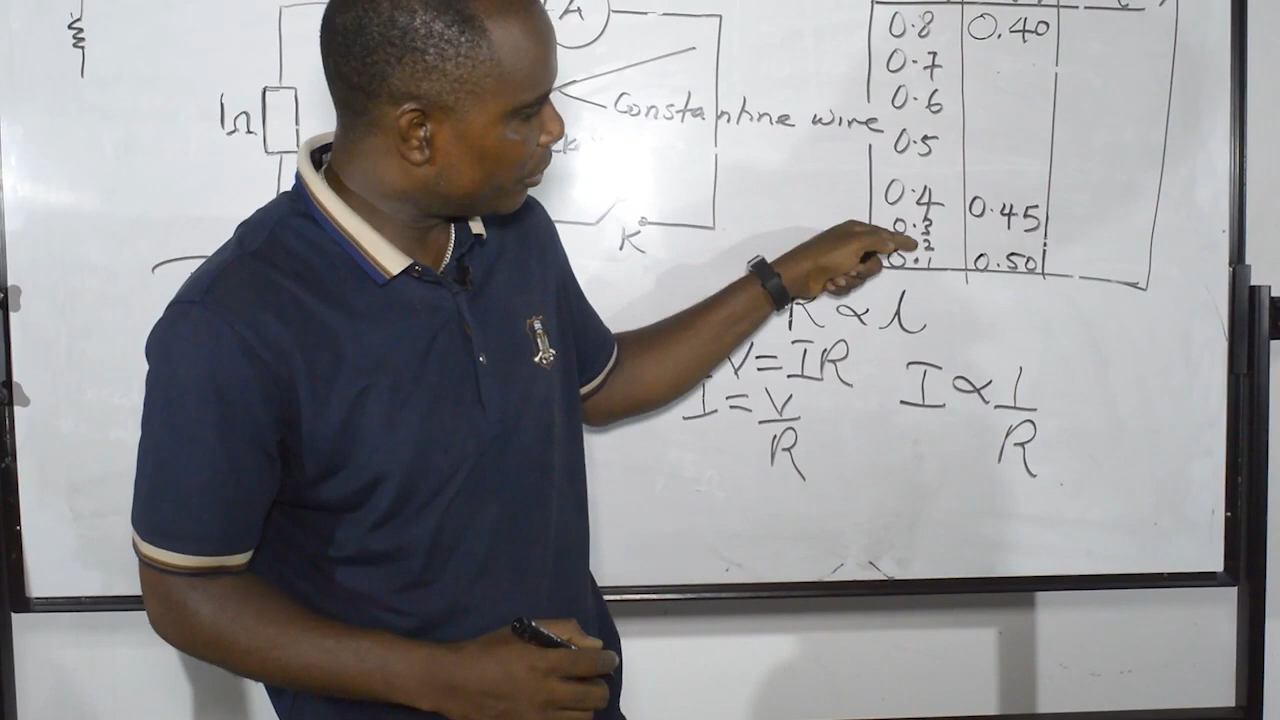 A
1Ω
Constantine wire
K
0.8 0.40
0.7
0.6
0.5
0.4 0.45
0.3
.2
0.1 0.50
R ∝ l
V = IR
I = V/R
I ∝ 1/R